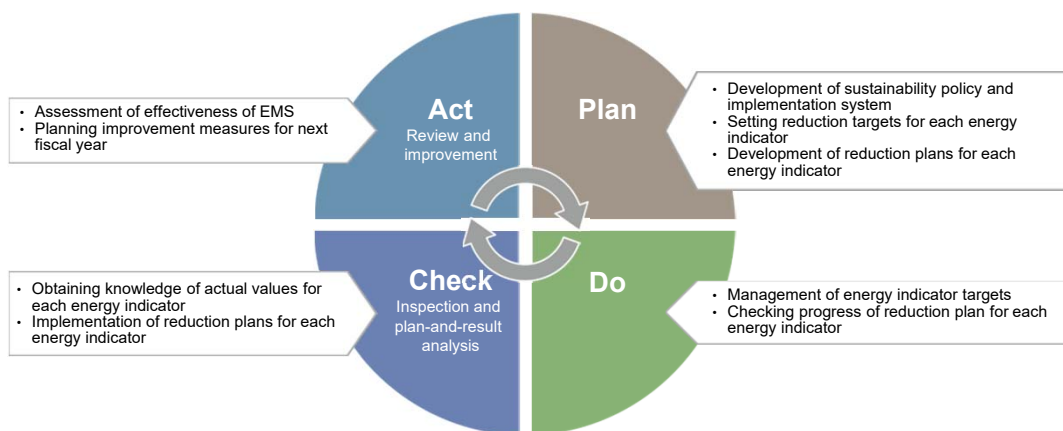 Act
Review and
improvement
Plan
• Assessment of effectiveness of EMS
• Planning improvement measures for next
fiscal year
• Development of sustainability policy and
implementation system
• Setting reduction targets for each energy
indicator
• Development of reduction plans for each
energy indicator
Check
Inspection and
plan-and-result
analysis
Do
• Obtaining knowledge of actual values for
each energy indicator
• Implementation of reduction plans for each
energy indicator
• Management of energy indicator targets
• Checking progress of reduction plan for each
energy indicator